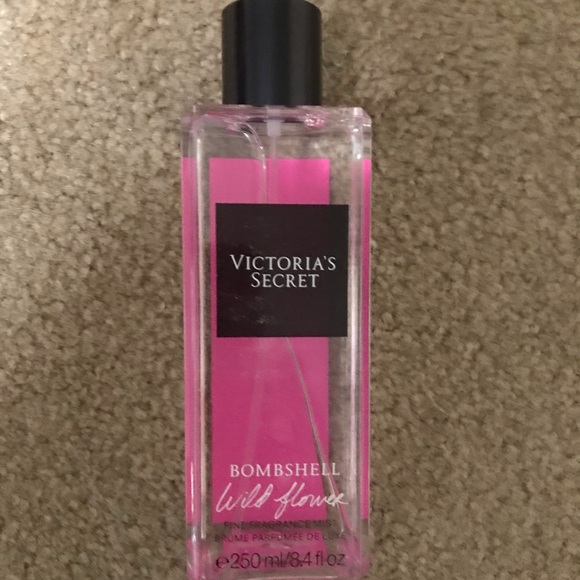 VICTORIA'S
SECRET
BOMBSHELL
Wild flower
FINE FRAGRANCE MIST
BRUME PARFUMÉE DE LUXE
℮250 ml/8.4 fl oz